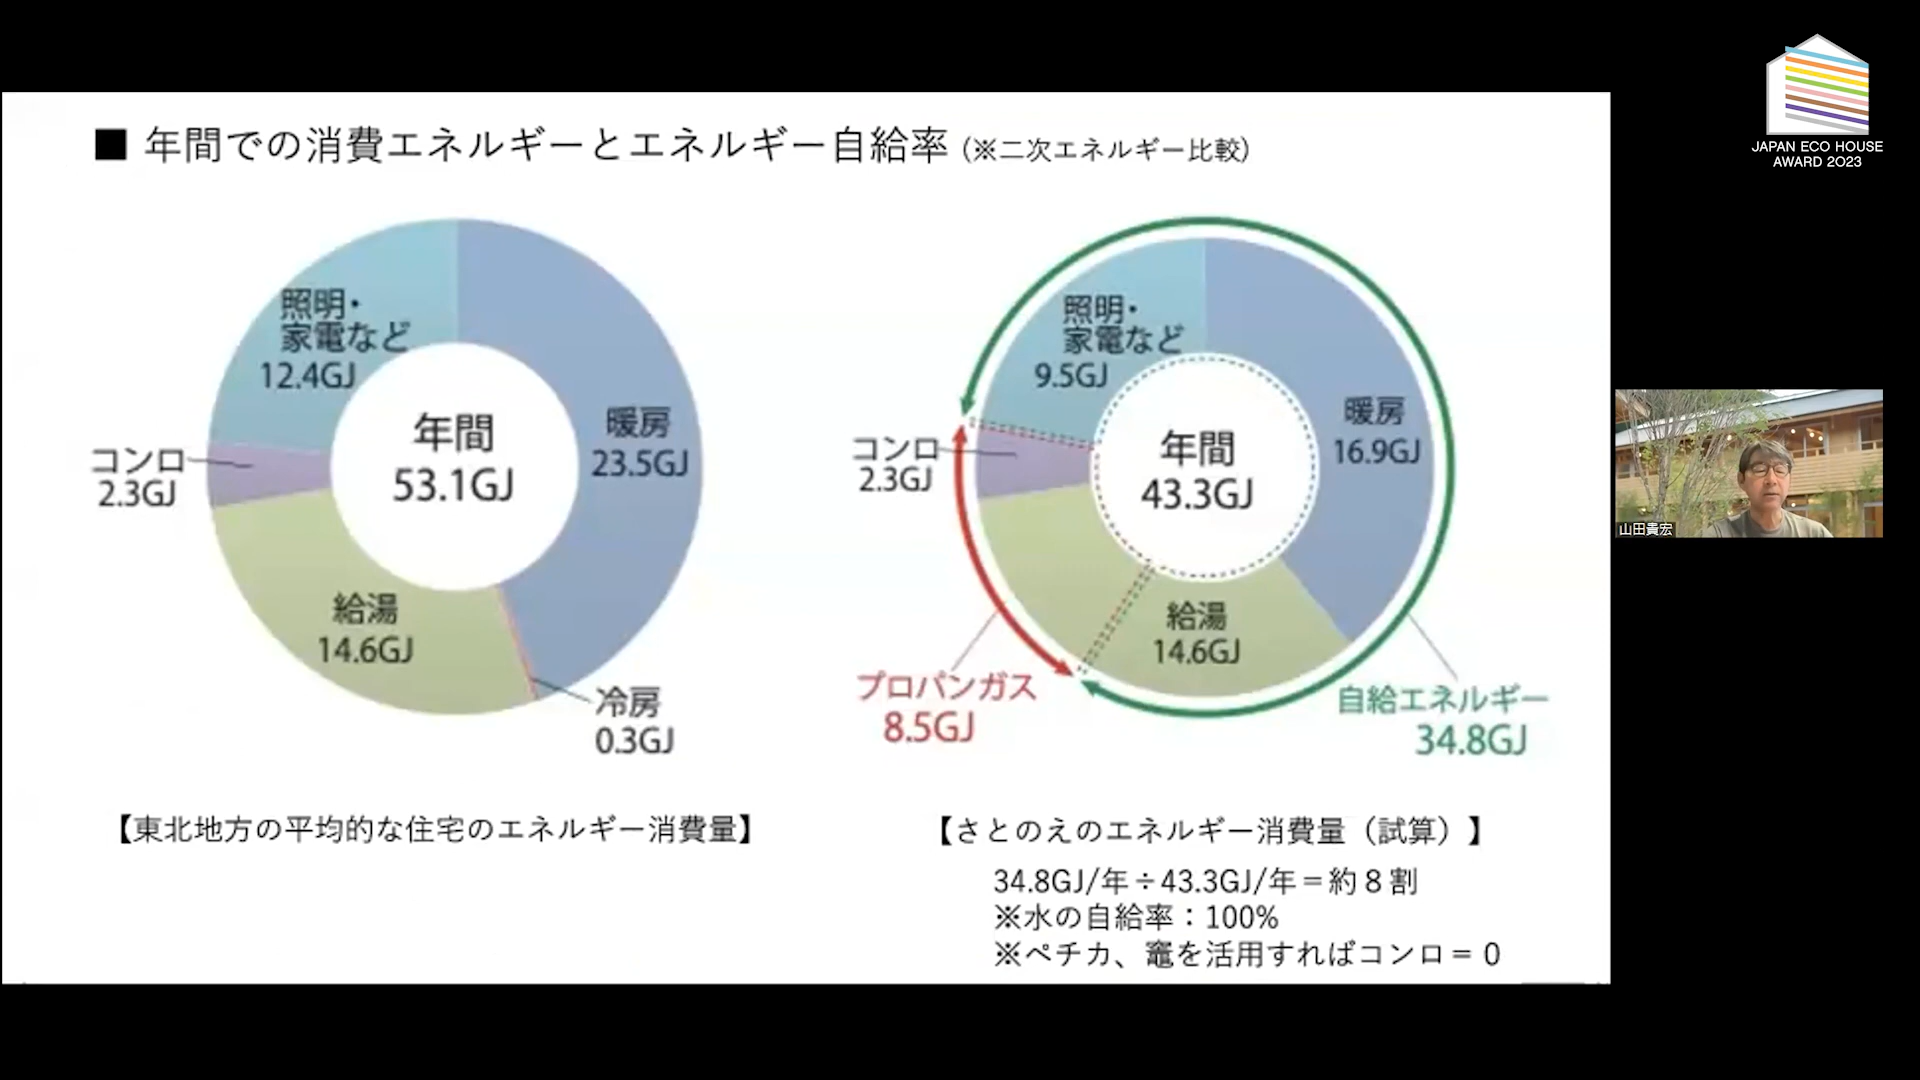 ■ 年間での消費エネルギーとエネルギー自給率 (※二次エネルギー比較)
照明・
家電など
12.4GJ
コンロ
2.3GJ
年間
53.1GJ
暖房
23.5GJ
給湯
14.6GJ
冷房
0.3GJ
【東北地方の平均的な住宅のエネルギー消費量】
照明・
家電など
9.5GJ
コンロ
2.3GJ
年間
43.3GJ
暖房
16.9GJ
給湯
14.6GJ
プロパンガス
8.5GJ
自給エネルギー
34.8GJ
【さとのえのエネルギー消費量（試算）】
34.8GJ/年÷43.3GJ/年＝約８割
※水の自給率：100%
※ペチカ、竈を活用すればコンロ＝０
JAPAN ECO HOUSE
AWARD 2023
山田貴宏